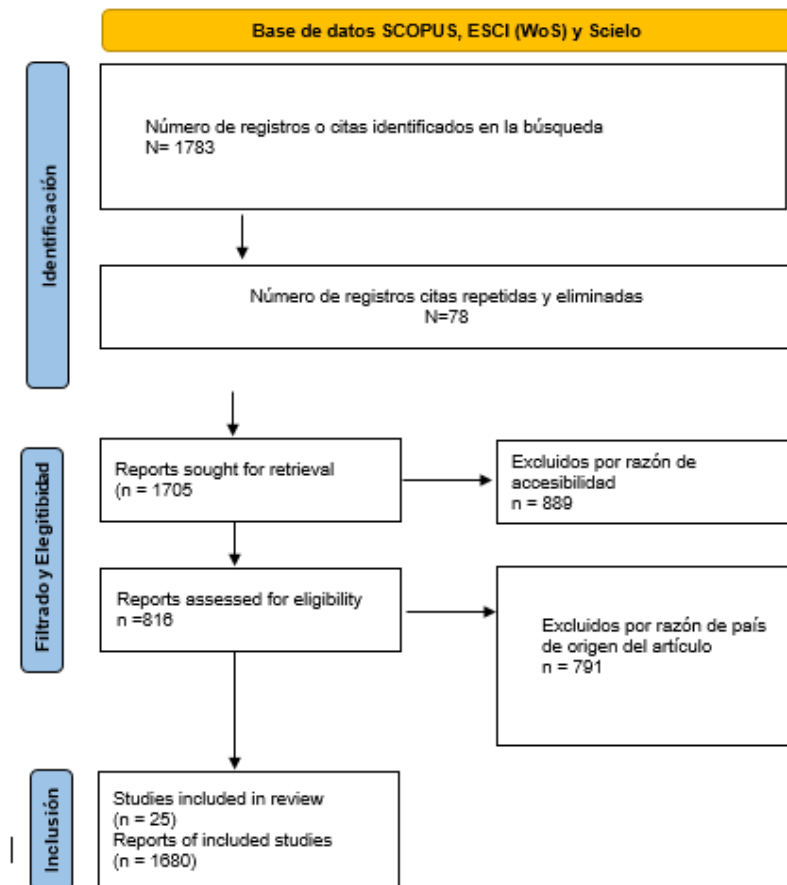 Base de datos SCOPUS, ESCI (WoS) y Scielo
Identificación
Número de registros o citas identificados en la búsqueda
N= 1783
Número de registros citas repetidas y eliminadas
N=78
Filtrado y Elegitibidad
Reports sought for retrieval
(n = 1705
Excluidos por razón de
accesibilidad
n = 889
Reports assessed for eligibility
n =816
Excluidos por razón de país
de origen del artículo
n = 791
Inclusión
Studies included in review
(n = 25)
Reports of included studies
(n = 1680)